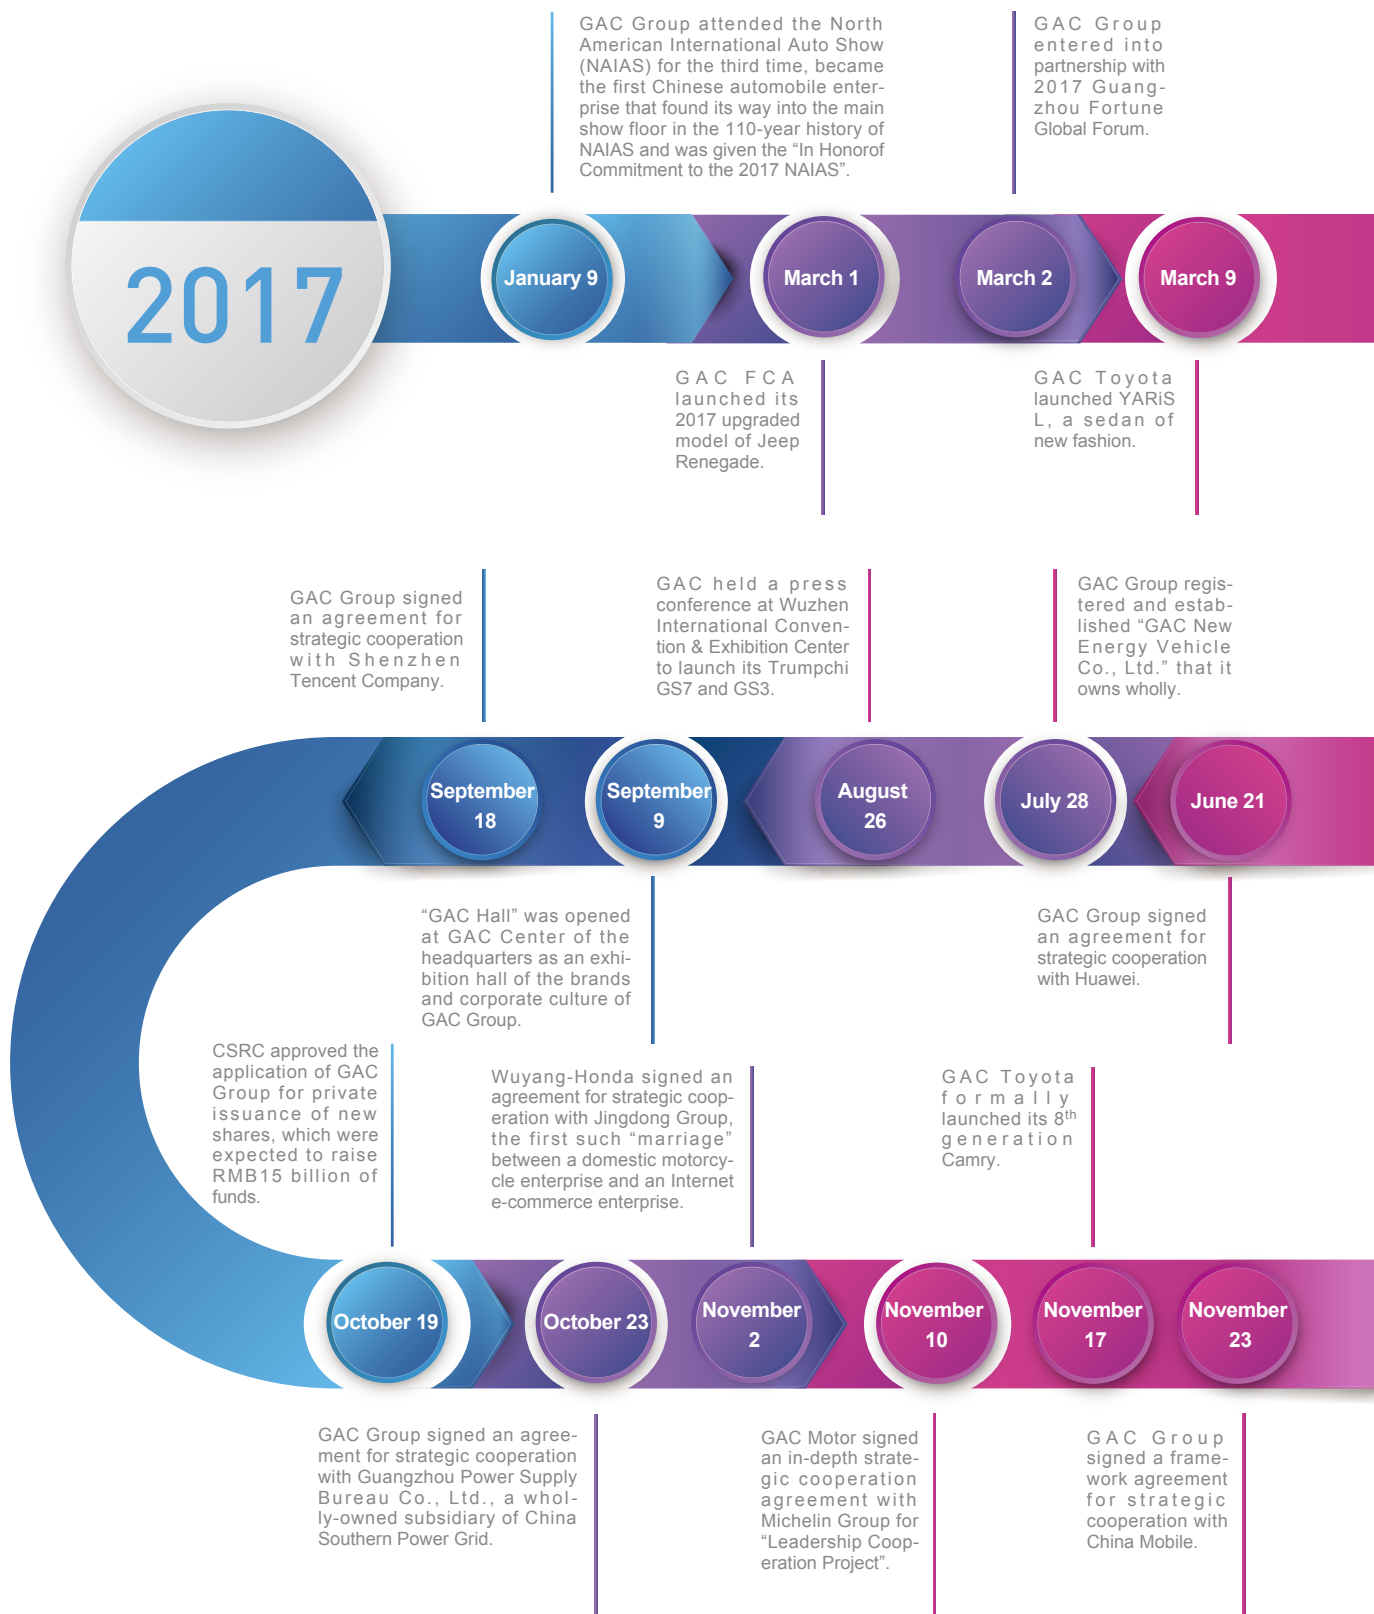 GAC Group attended the North
American International Auto Show
(NAIAS) for the third time, became
the first Chinese automobile enter-
prise that found its way into the main
show floor in the 110-year history of
NAIAS and was given the “In Honorof
Commitment to the 2017 NAIAS”.
GAC Group
entered into
partnership with
2017 Guang-
zhou Fortune
Global Forum.
2017
January 9
March 1
March 2
March 9
GAC FCA
launched its
2017 upgraded
model of Jeep
Renegade.
GAC Toyota
launched YARiS
L, a sedan of
new fashion.
GAC Group signed
an agreement for
strategic cooperation
with Shenzhen
Tencent Company.
GAC held a press
conference at Wuzhen
International Conven-
tion & Exhibition Center
to launch its Trumpchi
GS7 and GS3.
GAC Group regis-
tered and estab-
lished “GAC New
Energy Vehicle
Co., Ltd.” that it
owns wholly.
September
18
September
9
August
26
July 28
June 21
“GAC Hall” was opened
at GAC Center of the
headquarters as an exhi-
bition hall of the brands
and corporate culture of
GAC Group.
GAC Group signed
an agreement for
strategic cooperation
with Huawei.
CSRC approved the
application of GAC
Group for private
issuance of new
shares, which were
expected to raise
RMB15 billion of
funds.
Wuyang-Honda signed an
agreement for strategic coop-
eration with Jingdong Group,
the first such “marriage”
between a domestic motorcy-
cle enterprise and an Internet
e-commerce enterprise.
GAC Toyota
formally
launched its 8th
generation
Camry.
October 19
October 23
November
2
November
10
November
17
November
23
GAC Group signed an agree-
ment for strategic cooperation
with Guangzhou Power Supply
Bureau Co., Ltd., a whol-
ly-owned subsidiary of China
Southern Power Grid.
GAC Motor signed
an in-depth strate-
gic cooperation
agreement with
Michelin Group for
“Leadership Coop-
eration Project”.
GAC Group
signed a frame-
work agreement
for strategic
cooperation with
China Mobile.